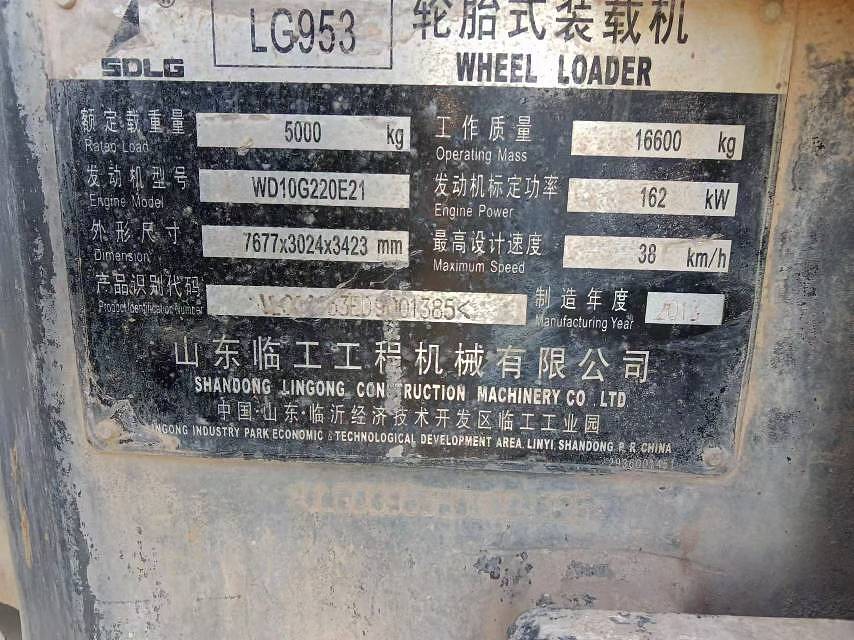 LG953 轮胎式装载机
SDLG WHEEL LOADER
额定载重量 5000 kg 工作质量 16600 kg
Rated Load Operating Mass
发动机型号 WD10G220E21 发动机标定功率 162 kW
Engine Model Engine Power
外形尺寸 7677x3024x3423 mm 最高设计速度 38 km/h
Dimension Maximum Speed
产品识别代码 制造年度
Product Identification Number Manufacturing Year
山东临工工程机械有限公司
SHANDONG LINGONG CONSTRUCTION MACHINERY CO LTD
中国·山东·临沂经济技术开发区临工工业园
LINGONG INDUSTRY PARK ECONOMIC & TECHNOLOGICAL DEVELOPMENT AREA, LINYI, SHANDONG P. R. CHINA